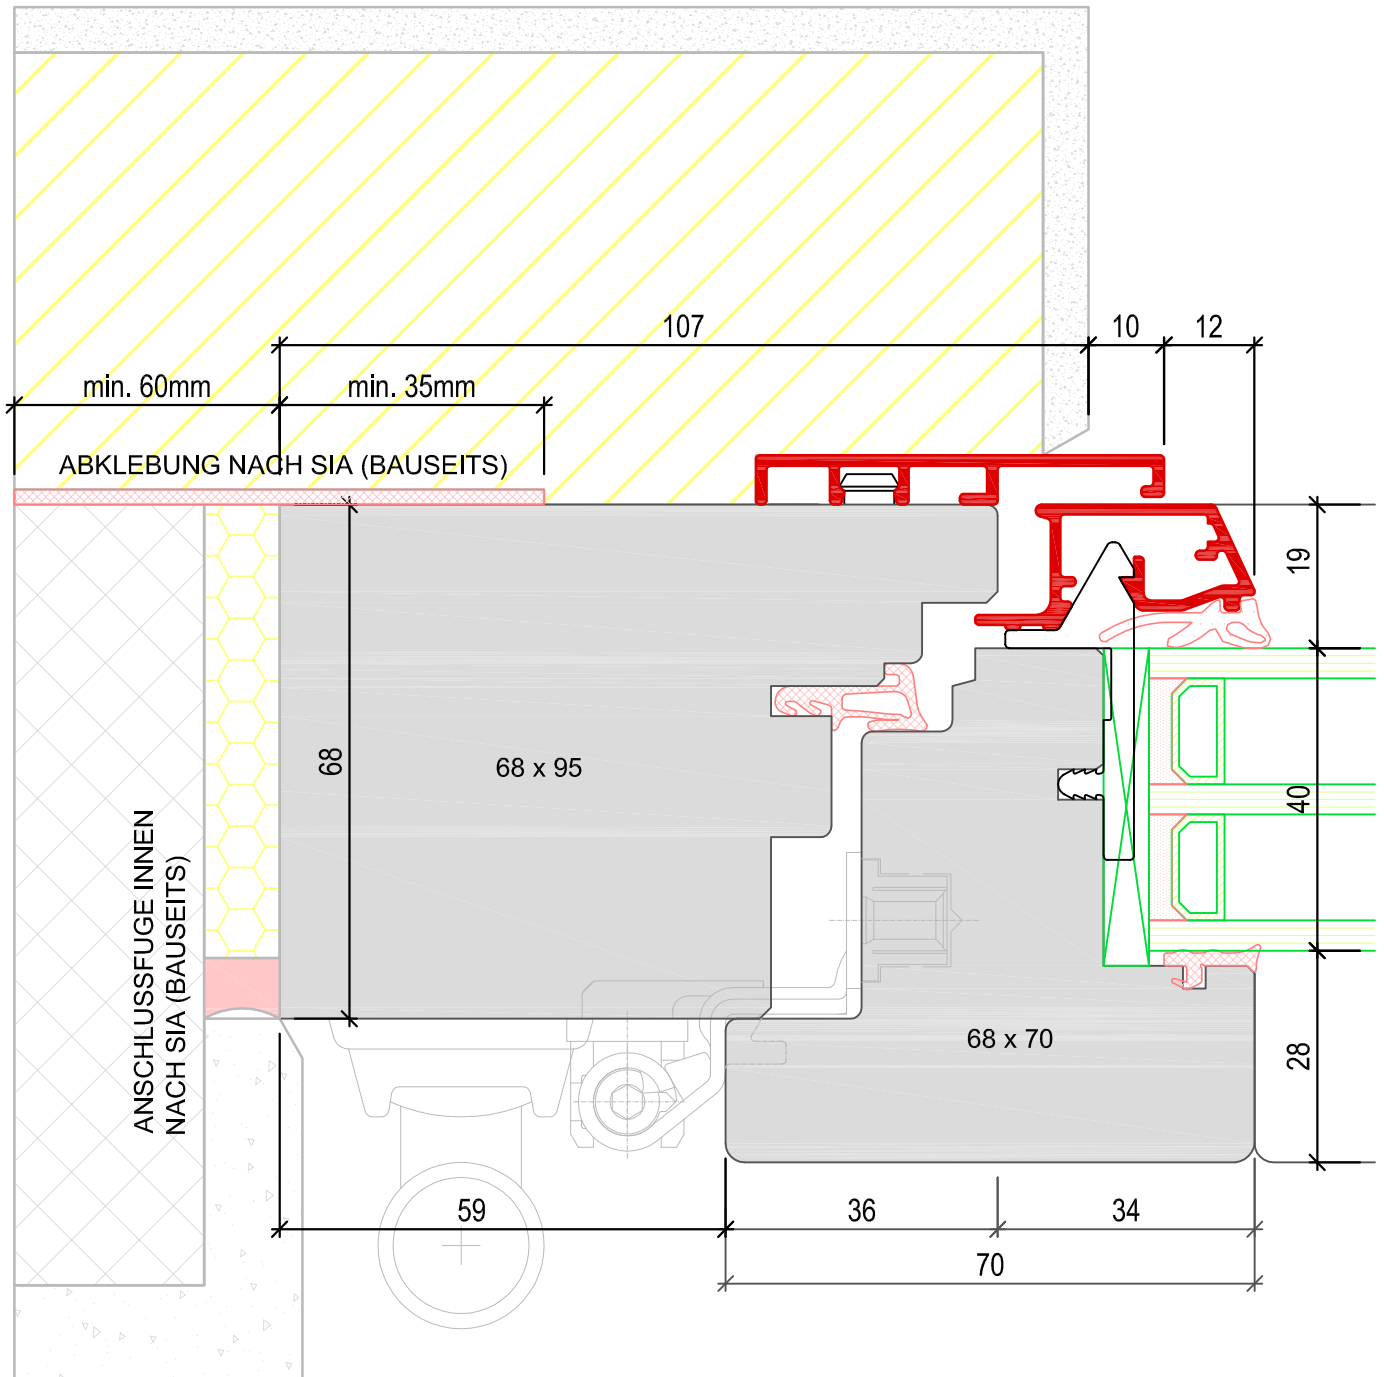 107
10
12
min. 60mm
min. 35mm
ABKLEBUNG NACH SIA (BAUSEITS)
19
68
68 x 95
40
ANSCHLUSSFUGE INNEN
NACH SIA (BAUSEITS)
68 x 70
28
59
36
34
70